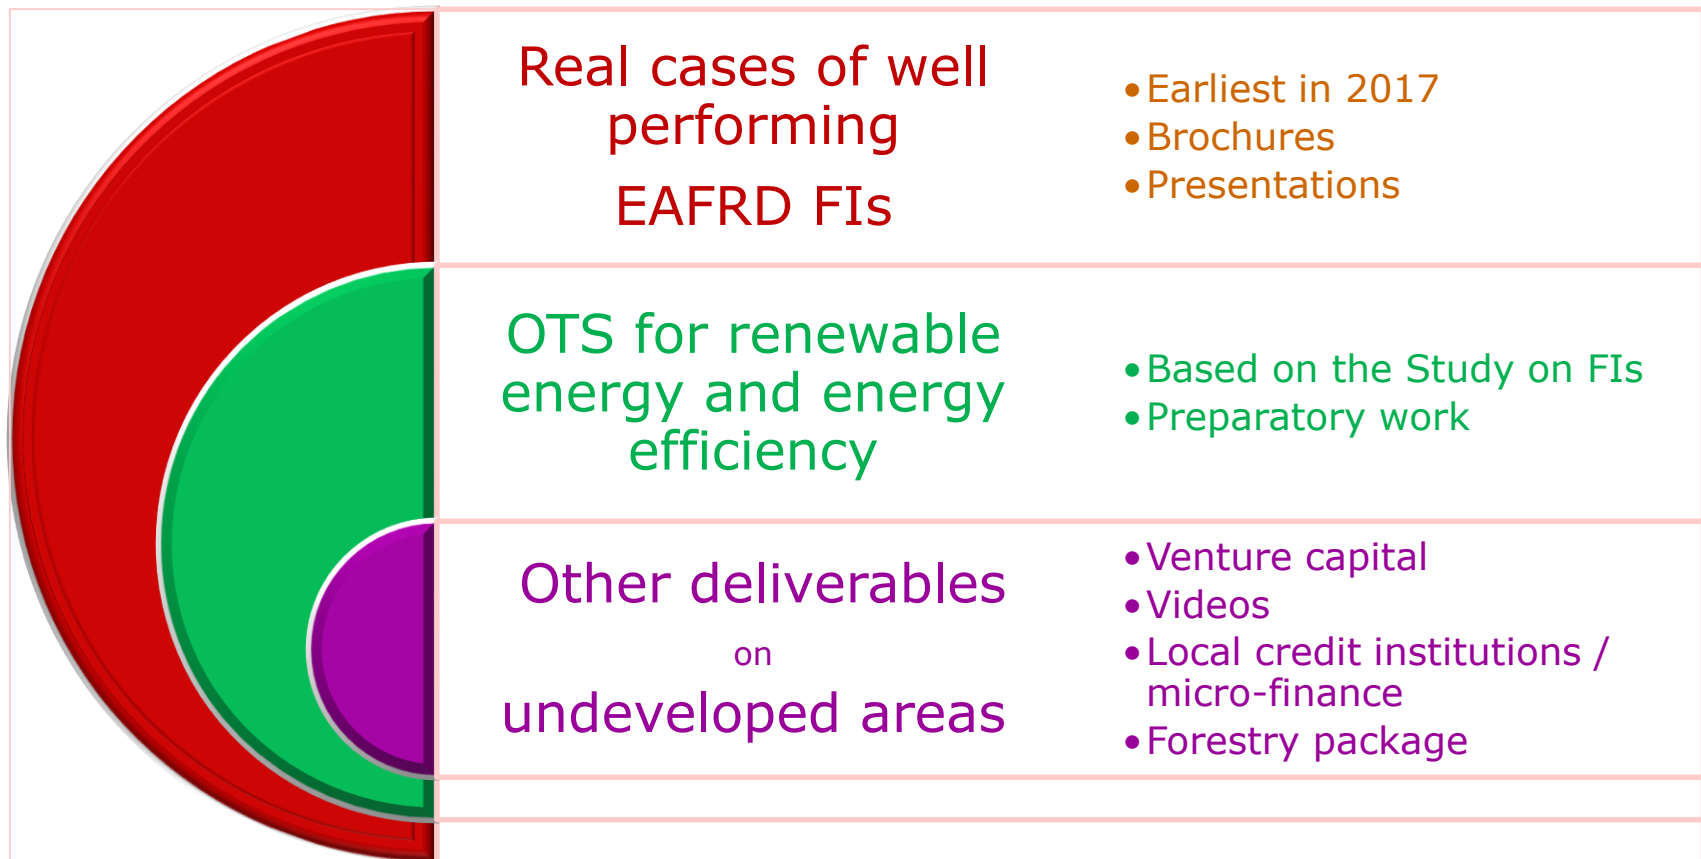 Real cases of well
performing
EAFRD FIs
•Earliest in 2017
•Brochures
•Presentations
OTS for renewable
energy and energy
efficiency
•Based on the Study on FIs
•Preparatory work
Other deliverables
on
undeveloped areas
•Venture capital
•Videos
•Local credit institutions /
micro-finance
•Forestry package